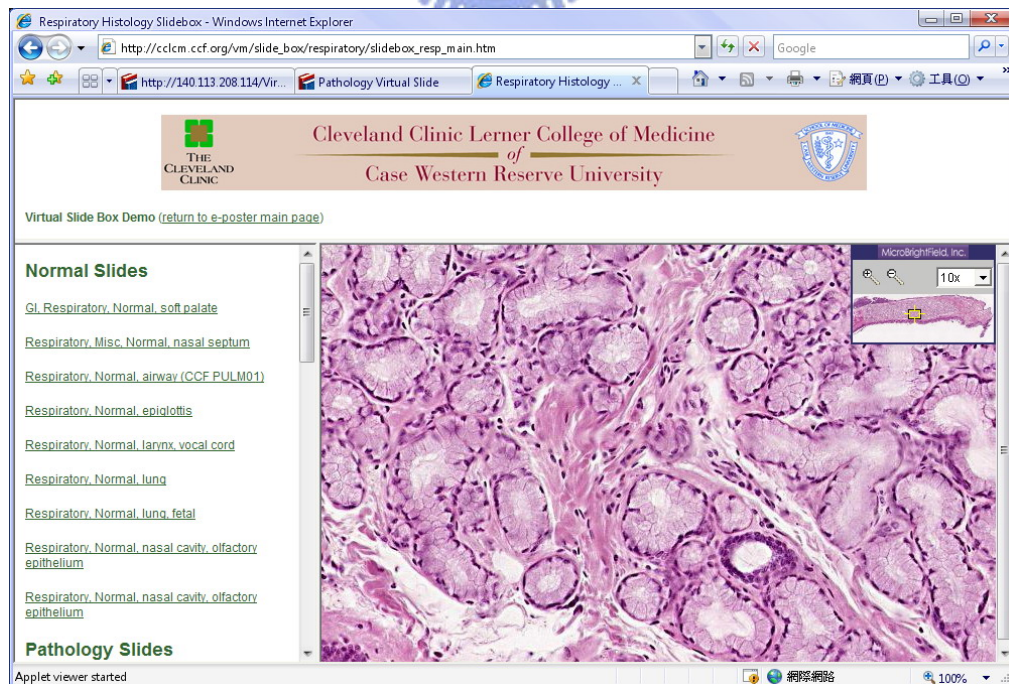 Respiratory Histology Slidebox - Windows Internet Explorer
http://cclcm.ccf.org/vm/slide_box/respiratory/slidebox_resp_main.htm
Google
http://140.113.208.114/Vir...
Pathology Virtual Slide
Respiratory Histology ...
網頁(P)
工具(O)
THE
CLEVELAND
CLINIC
Cleveland Clinic Lerner College of Medicine
of
Case Western Reserve University
Virtual Slide Box Demo (return to e-poster main page)
Normal Slides
GI, Respiratory, Normal, soft palate
Respiratory, Misc, Normal, nasal septum
Respiratory, Normal, airway (CCF PULM01)
Respiratory, Normal, epiglottis
Respiratory, Normal, larynx, vocal cord
Respiratory, Normal, lung
Respiratory, Normal, lung, fetal
Respiratory, Normal, nasal cavity, olfactory
epithelium
Respiratory, Normal, nasal cavity, olfactory
epithelium
Pathology Slides
MicroBrightField, Inc.
10x
Applet viewer started
網際網路
100%